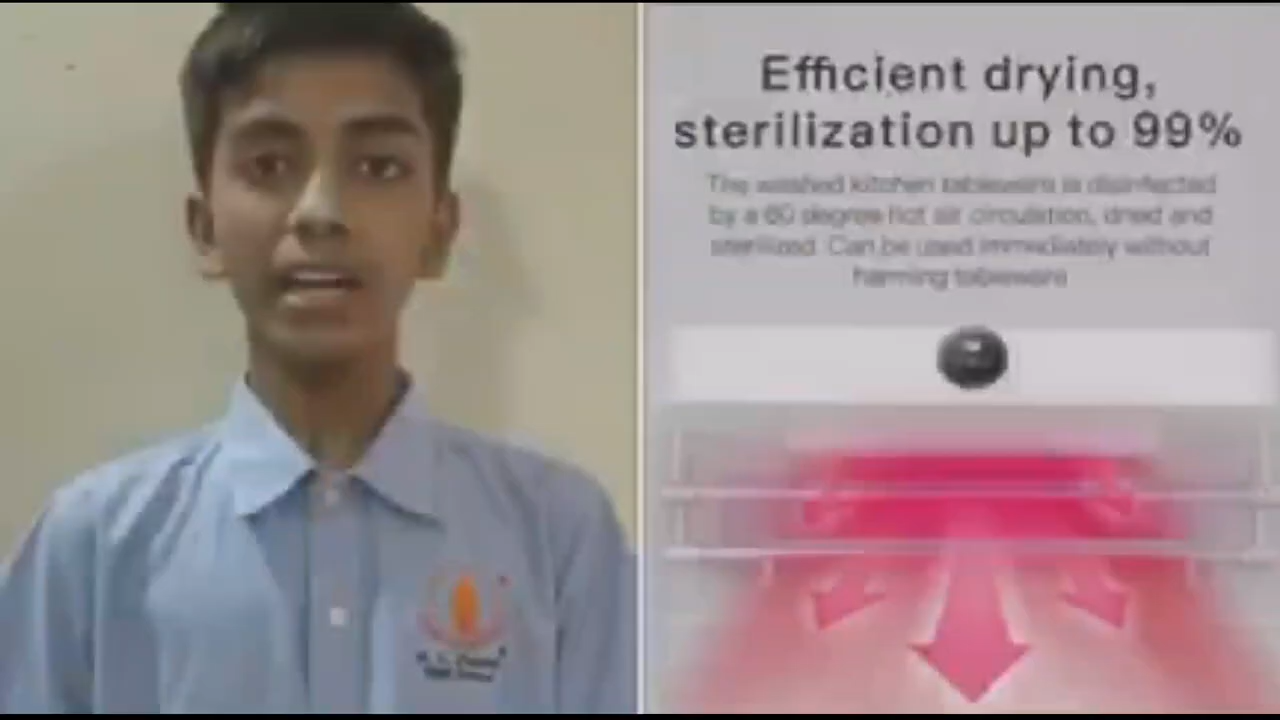 Efficient drying,
sterilization up to 99%
The washed kitchen tableware is disinfected
by a 60 degree hot air circulation, dried and
sterilized. Can be used immediately without
harming tableware